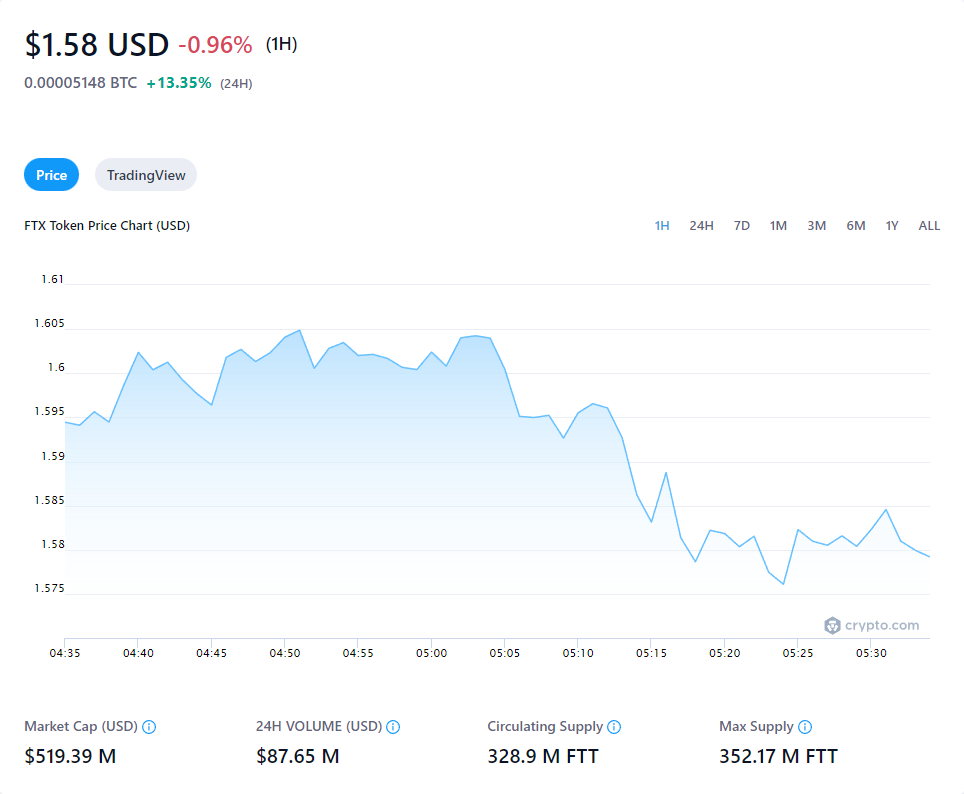 $1.58 USD -0.96% (1H)
0.00005148 BTC +13.35% (24H)
Price TradingView
FTX Token Price Chart (USD) 1H 24H 7D 1M 3M 6M 1Y ALL
1.61
1.605
1.6
1.595
1.59
1.585
1.58
1.575
crypto.com
04:35 04:40 04:45 04:50 04:55 05:00 05:05 05:10 05:15 05:20 05:25 05:30
Market Cap (USD) 24H VOLUME (USD) Circulating Supply Max Supply
$519.39 M $87.65 M 328.9 M FTT 352.17 M FTT